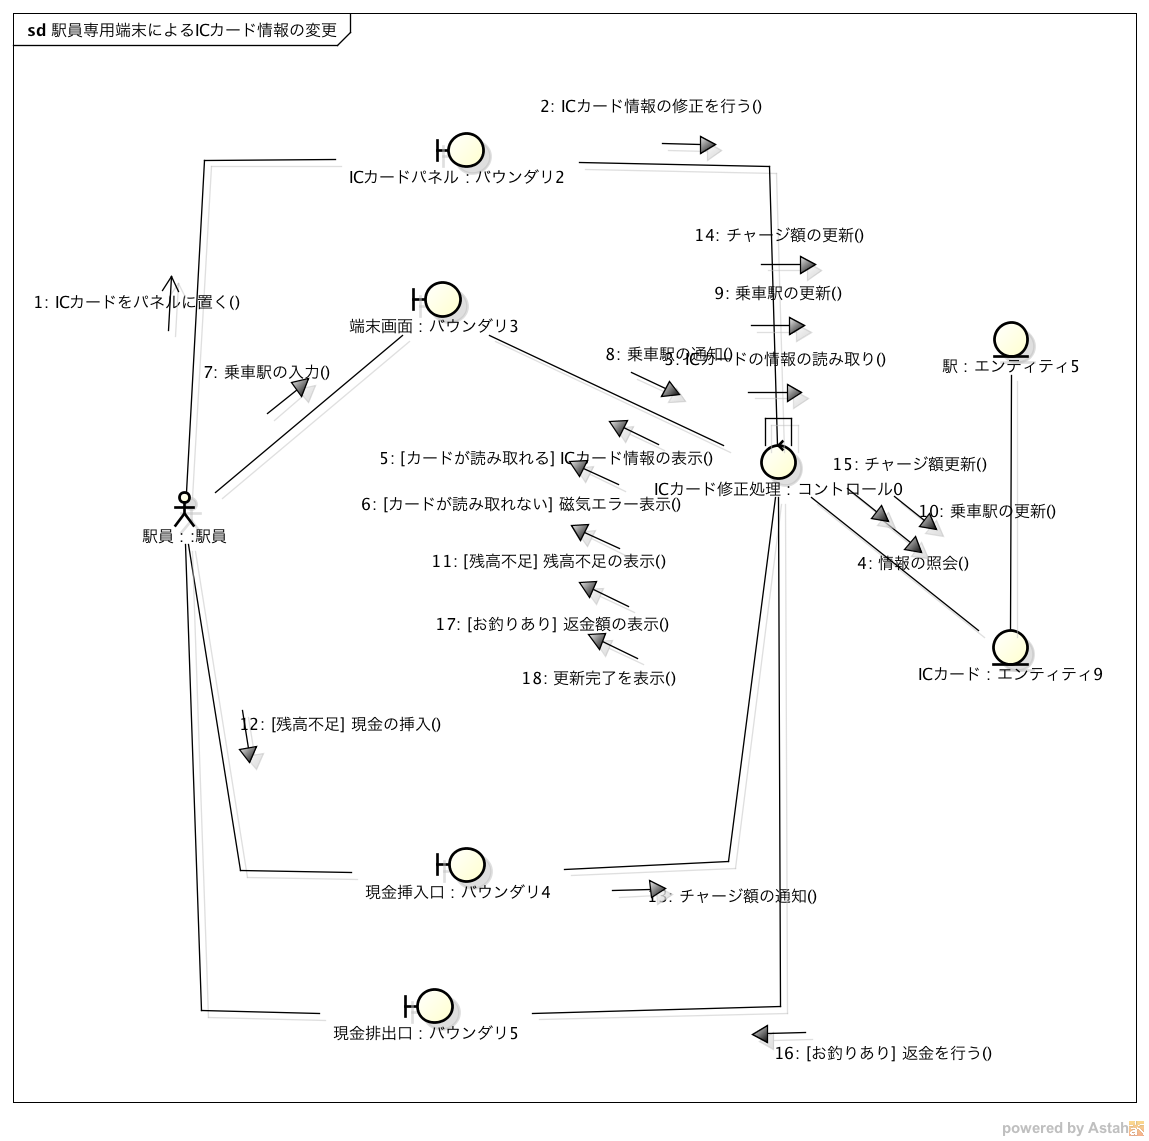 sd 駅員専用端末によるICカード情報の変更
2: ICカード情報の修正を行う()
ICカードパネル : バウンダリ2
14: チャージ額の更新()
9: 乗車駅の更新()
1: ICカードをパネルに置く()
端末画面 : バウンダリ3
8: 乗車駅の通知()
3: ICカードの情報の読み取り()
駅 : エンティティ5
7: 乗車駅の入力()
5: [カードが読み取れる] ICカード情報の表示()
15: チャージ額更新()
ICカード修正処理 : コントロール0
6: [カードが読み取れない] 磁気エラー表示()
10: 乗車駅の更新()
駅員 : :駅員
11: [残高不足] 残高不足の表示()
4: 情報の照会()
17: [お釣りあり] 返金額の表示()
18: 更新完了を表示()
ICカード : エンティティ9
12: [残高不足] 現金の挿入()
現金挿入口 : バウンダリ4
13: チャージ額の通知()
現金排出口 : バウンダリ5
16: [お釣りあり] 返金を行う()
powered by Astah